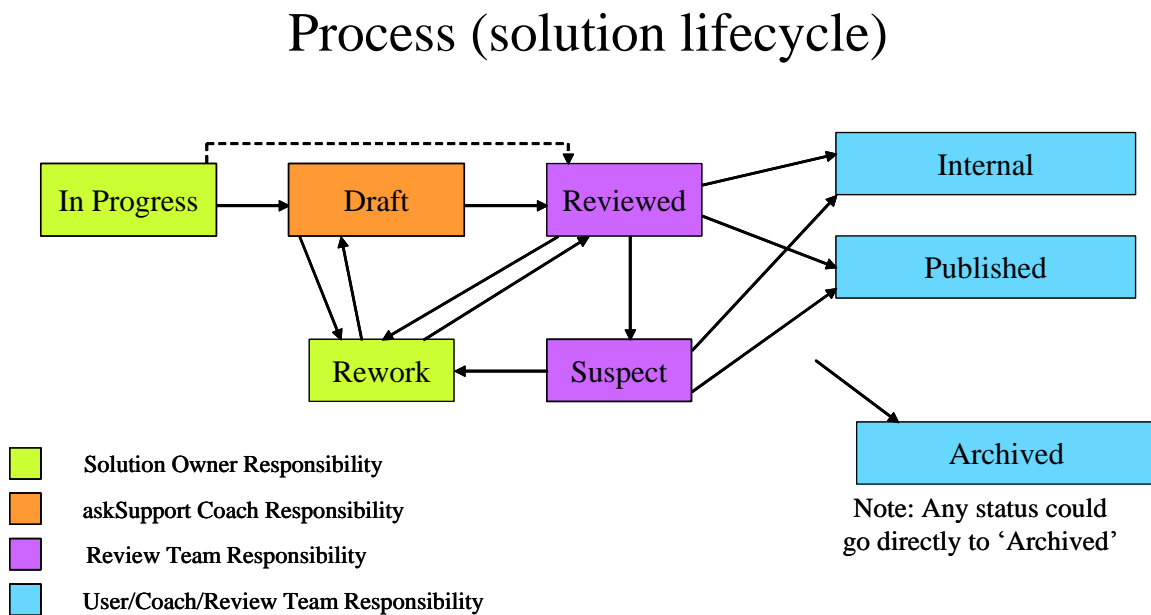 Process (solution lifecycle)
In Progress
Draft
Reviewed
Internal
Published
Rework
Suspect
Archived
Note: Any status could
go directly to ‘Archived’
Solution Owner Responsibility
askSupport Coach Responsibility
Review Team Responsibility
User/Coach/Review Team Responsibility